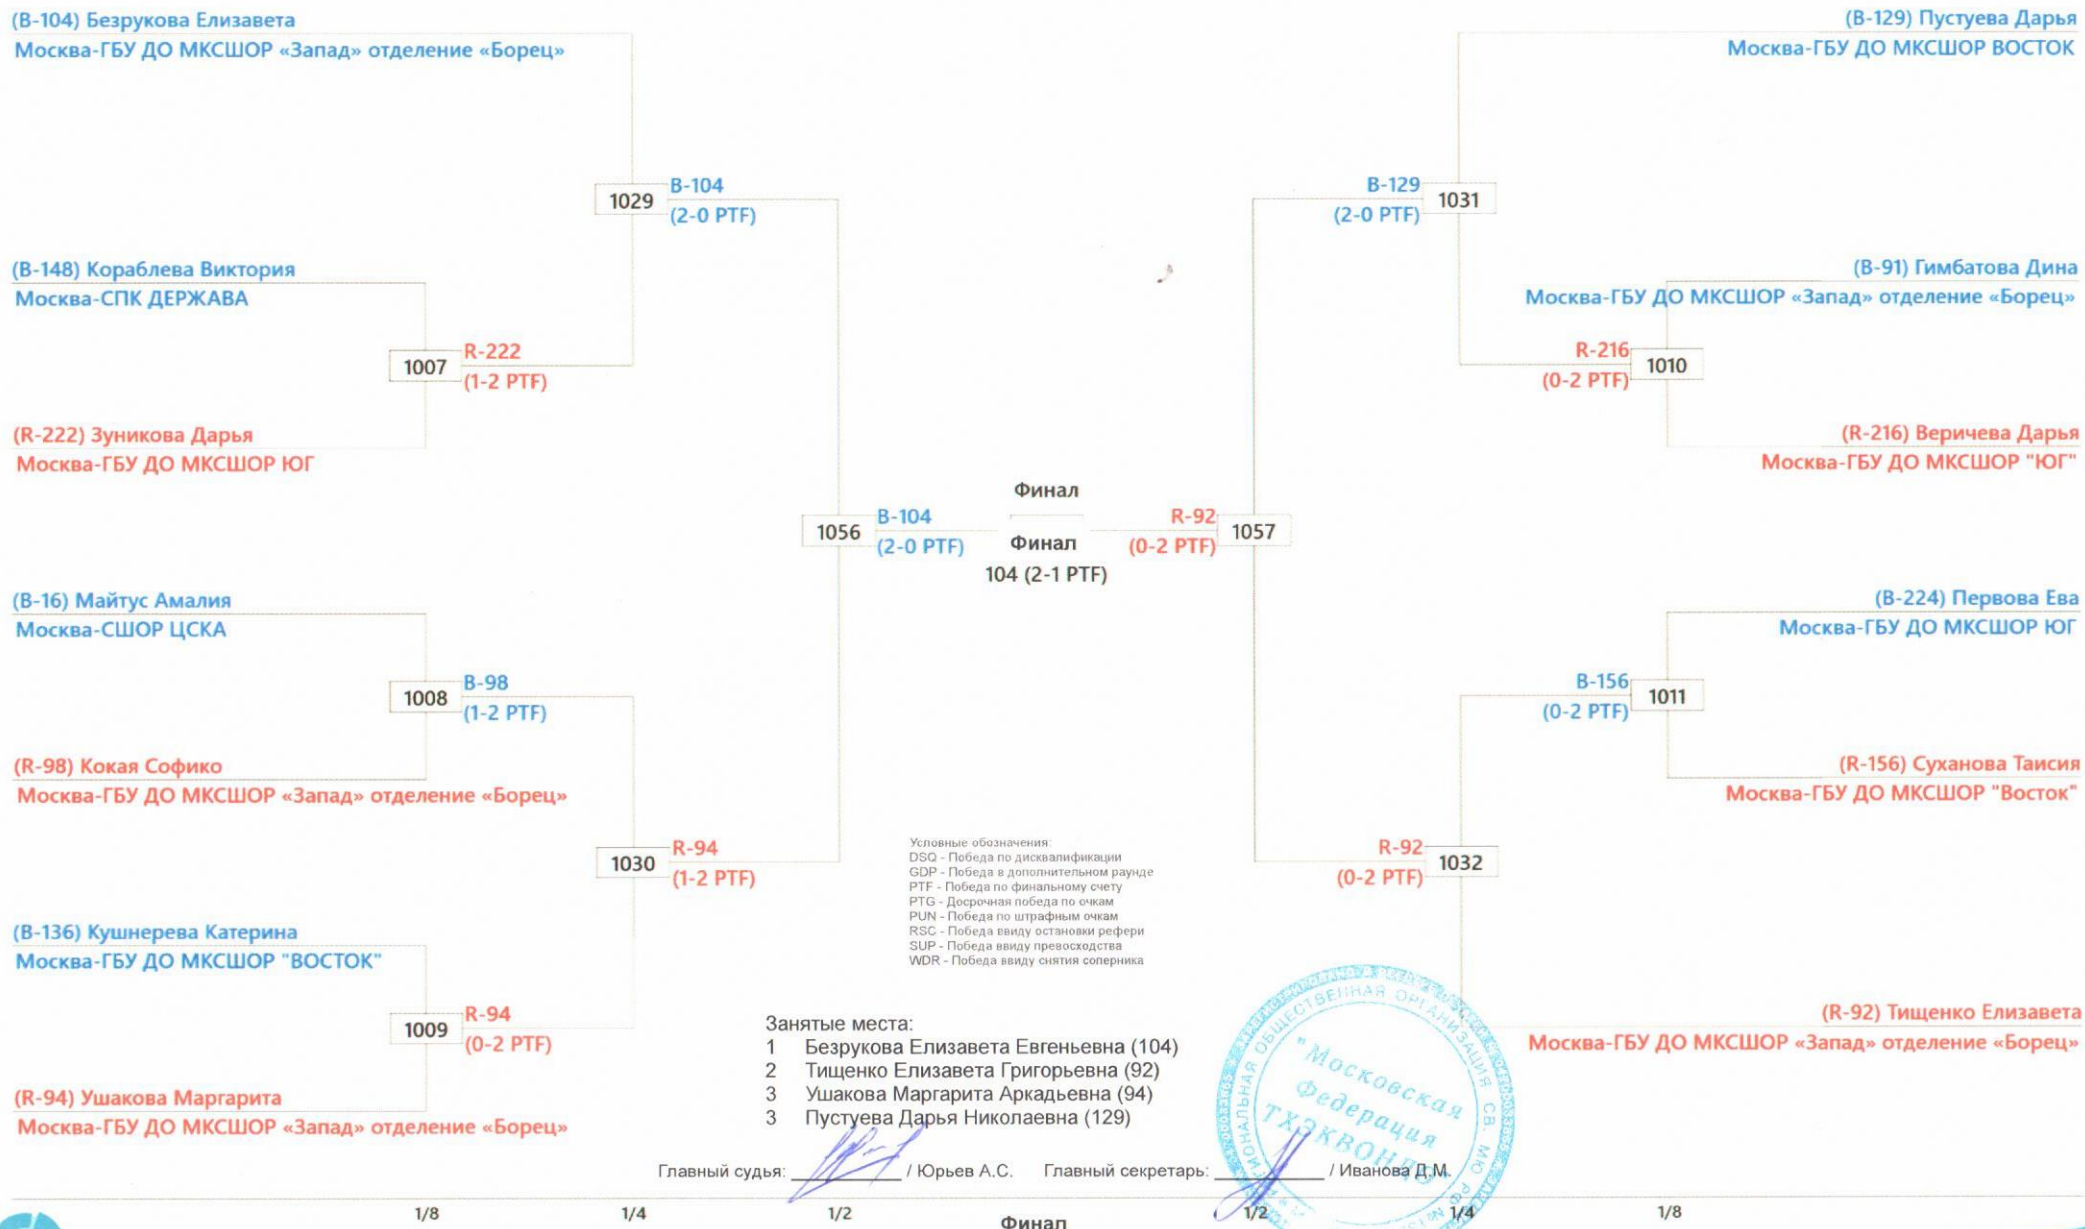 (B-104) Безрукова Елизавета
Москва-ГБУ ДО МКСШОР «Запад» отделение «Борец»
1029
B-104
(2-0 PTF)
(B-148) Кораблева Виктория
Москва-СПК ДЕРЖАВА
1007
R-222
(1-2 PTF)
(R-222) Зуникова Дарья
Москва-ГБУ ДО МКСШОР ЮГ
1056
B-104
(2-0 PTF)
(B-16) Майтус Амалия
Москва-СШОР ЦСКА
1008
B-98
(1-2 PTF)
(R-98) Кокая Софико
Москва-ГБУ ДО МКСШОР «Запад» отделение «Борец»
1030
R-94
(1-2 PTF)
(B-136) Кушнерева Катерина
Москва-ГБУ ДО МКСШОР "ВОСТОК"
1009
R-94
(0-2 PTF)
(R-94) Ушакова Маргарита
Москва-ГБУ ДО МКСШОР «Запад» отделение «Борец»
Финал
Финал
104 (2-1 PTF)
(B-129) Пустуева Дарья
Москва-ГБУ ДО МКСШОР ВОСТОК
B-129
(2-0 PTF)
1031
(B-91) Гимбатова Дина
Москва-ГБУ ДО МКСШОР «Запад» отделение «Борец»
R-216
(0-2 PTF)
1010
(R-216) Веричева Дарья
Москва-ГБУ ДО МКСШОР "ЮГ"
R-92
(0-2 PTF)
1057
(B-224) Первова Ева
Москва-ГБУ ДО МКСШОР ЮГ
B-156
(0-2 PTF)
1011
(R-156) Суханова Таисия
Москва-ГБУ ДО МКСШОР "Восток"
R-92
(0-2 PTF)
1032
(R-92) Тищенко Елизавета
Москва-ГБУ ДО МКСШОР «Запад» отделение «Борец»
Условные обозначения:
DSQ - Победа по дисквалификации
GDP - Победа в дополнительном раунде
PTF - Победа по финальному счету
PTG - Досрочная победа по очкам
PUN - Победа по штрафным очкам
RSC - Победа ввиду остановки рефери
SUP - Победа ввиду превосходства
WDR - Победа ввиду снятия соперника
Занятые места:
1 Безрукова Елизавета Евгеньевна (104)
2 Тищенко Елизавета Григорьевна (92)
3 Ушакова Маргарита Аркадьевна (94)
3 Пустуева Дарья Николаевна (129)
ОБЩЕСТВЕННАЯ ОРГАНИЗАЦИЯ
"Московская
Федерация
ТХЭКВОНДО"
Главный судья: / Юрьев А.С. Главный секретарь: / Иванова Д.М.
1/8 1/4 1/2 Финал 1/2 1/4 1/8